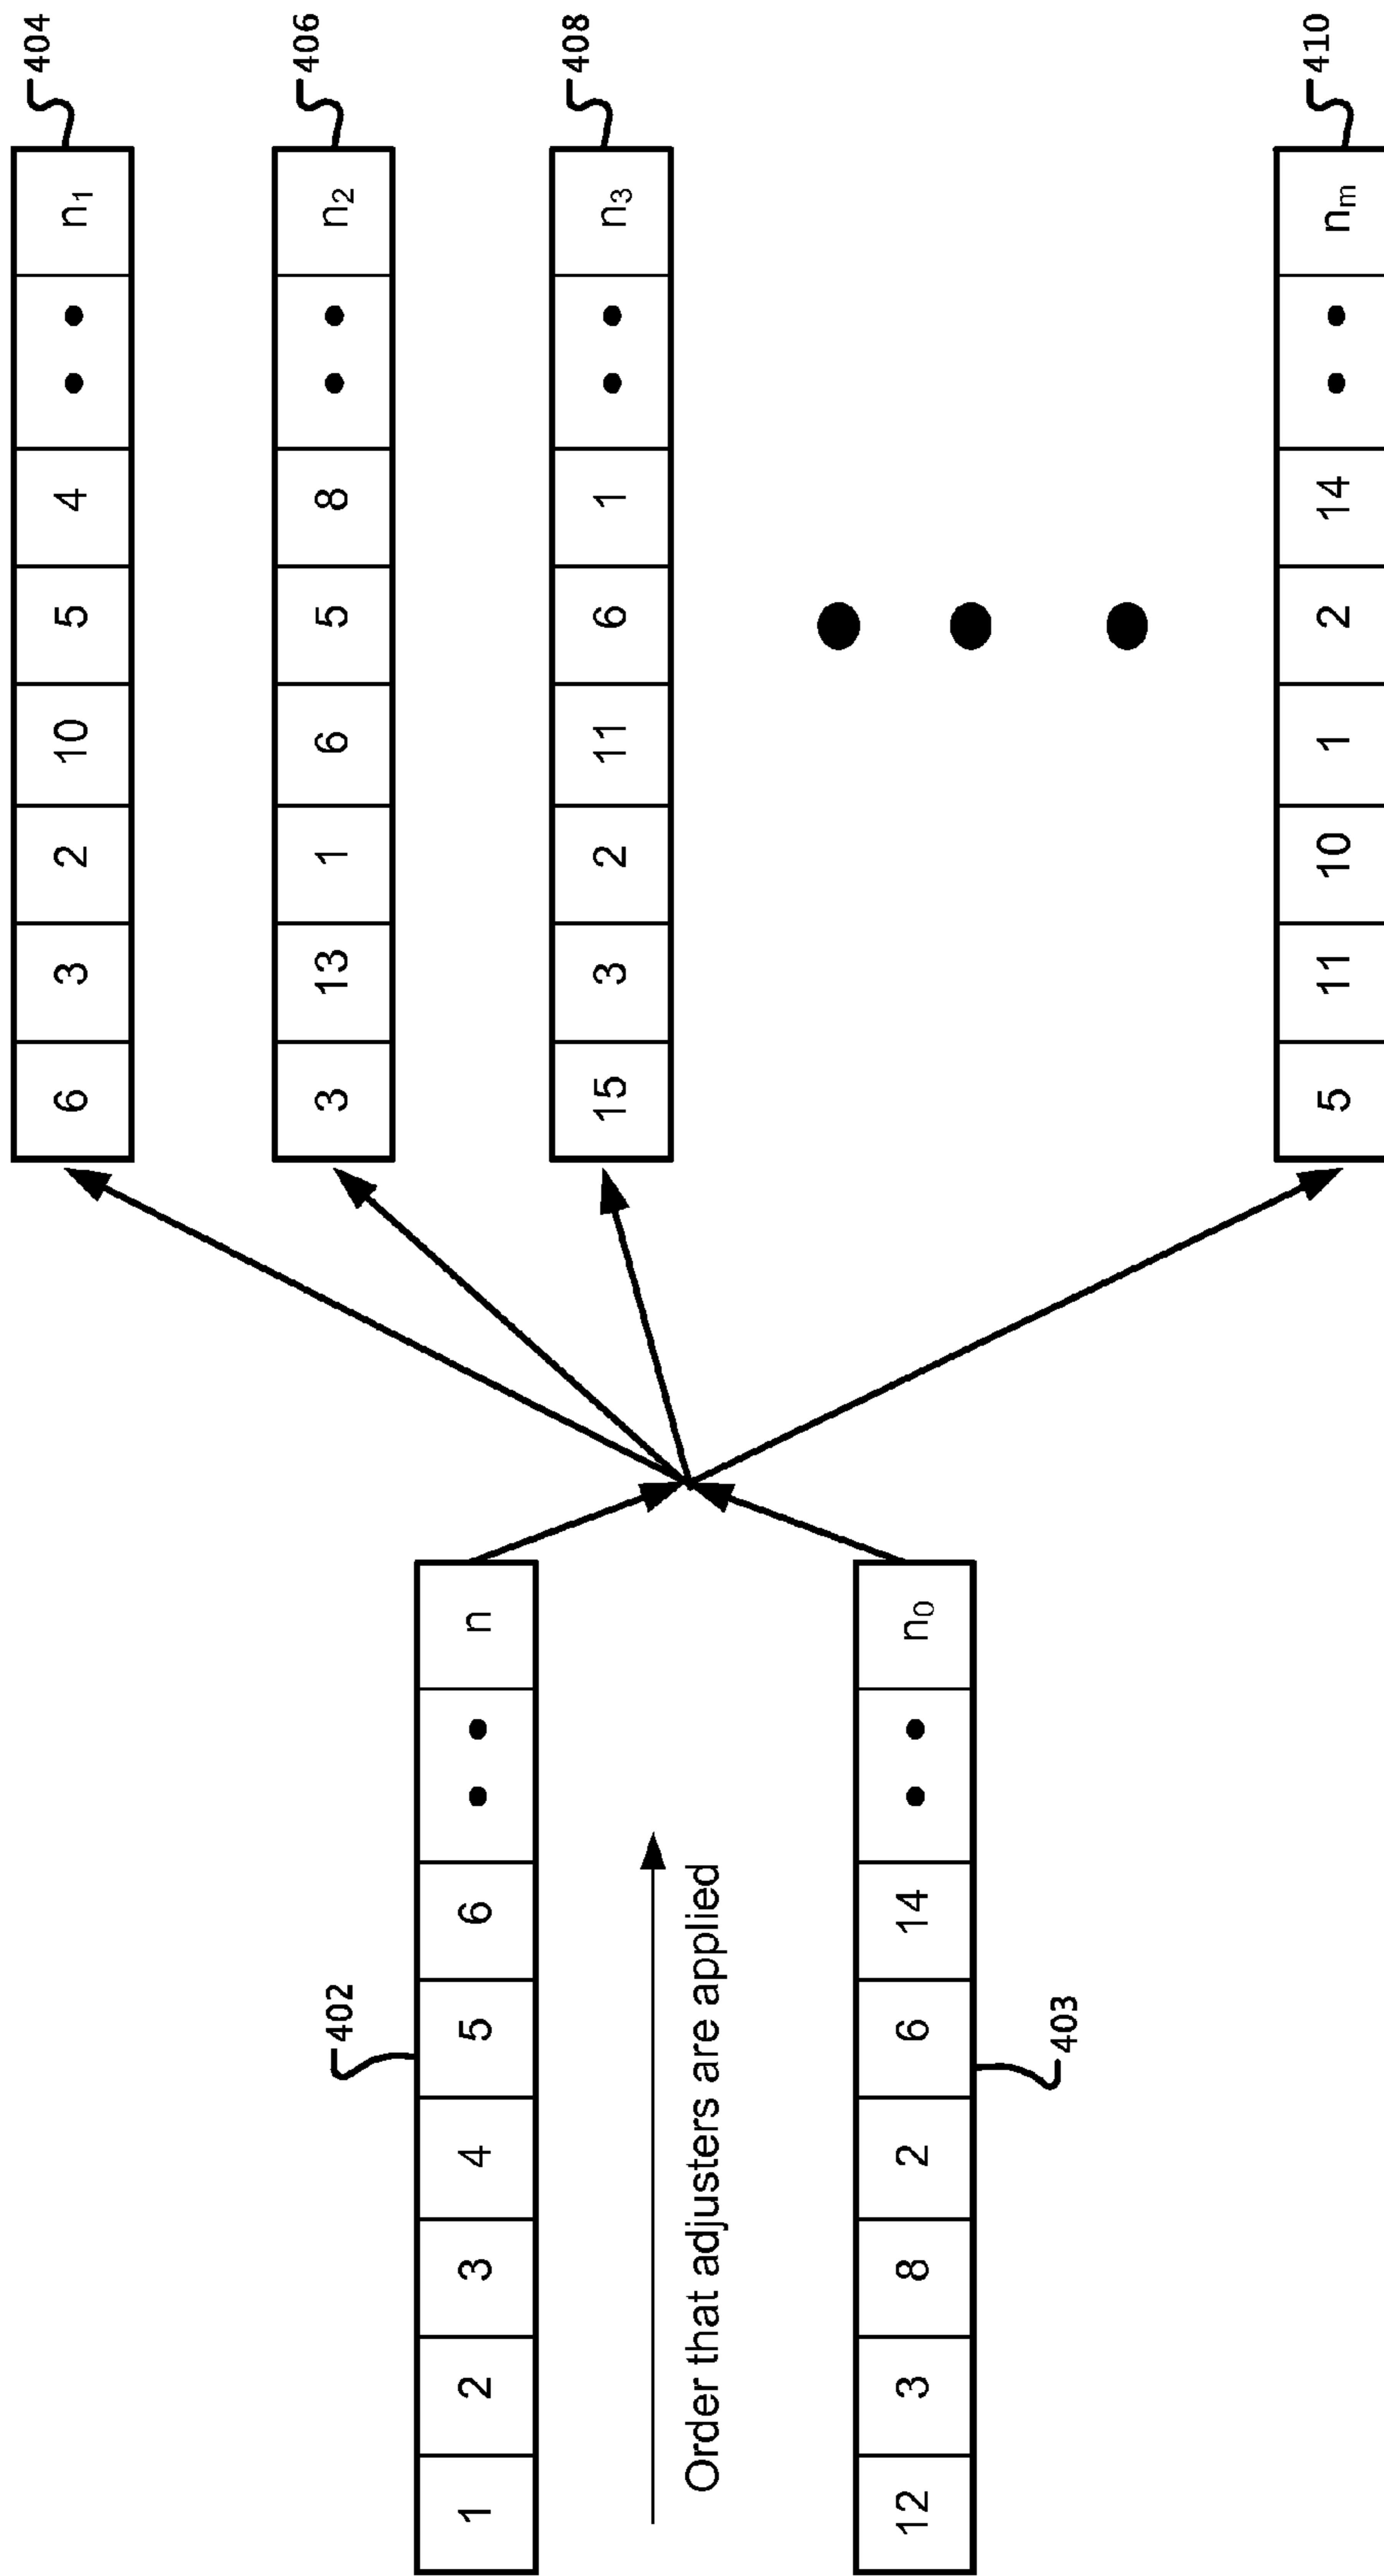 402
1 2 3 4 5 6 • • n
Order that adjusters are applied
12 3 8 2 6 14 • • n₀
403
6 3 2 10 5 4 • • n₁ 404
3 13 1 6 5 8 • • n₂ 406
15 3 2 11 6 1 • • n₃ 408
5 11 10 1 2 14 • • nₘ 410